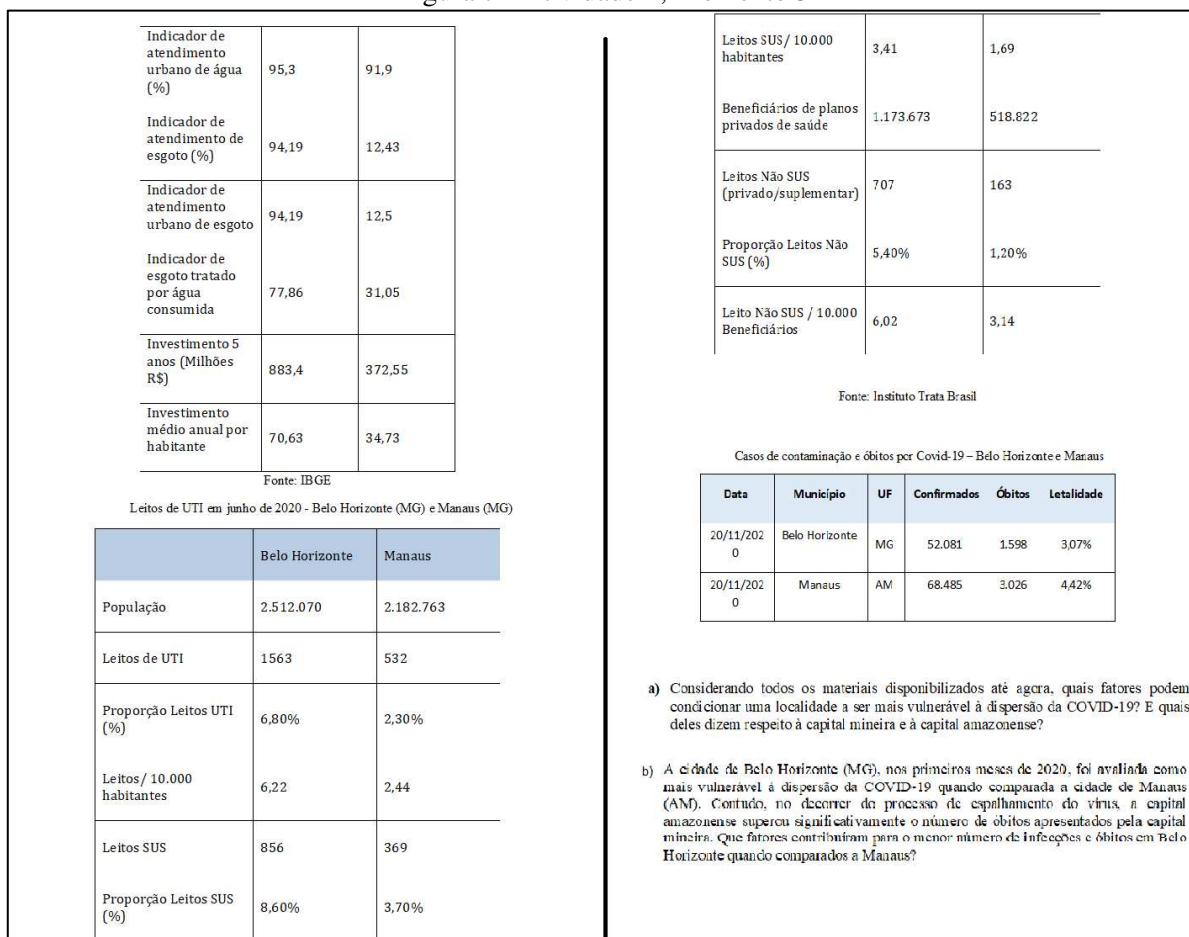 Indicador de
atendimento
urbano de água
(%)
95,3
91,9
Indicador de
atendimento de
esgoto (%)
94,19
12,43
Indicador de
atendimento
urbano de esgoto
94,19
12,5
Indicador de
esgoto tratado
por água
consumida
77,86
31,05
Investimento 5
anos (Milhões
R$)
883,4
372,55
Investimento
médio anual por
habitante
70,63
34,73
Fonte: IBGE
Leitos de UTI em junho de 2020 - Belo Horizonte (MG) e Manaus (MG)
Belo Horizonte
Manaus
População
2.512.070
2.182.763
Leitos de UTI
1563
532
Proporção Leitos UTI
(%)
6,80%
2,30%
Leitos/ 10.000
habitantes
6,22
2,44
Leitos SUS
856
369
Proporção Leitos SUS
(%)
8,60%
3,70%
Leitos SUS/ 10.000
habitantes
3,41
1,69
Beneficiários de planos
privados de saúde
1.173.673
518.822
Leitos Não SUS
(privado/suplementar)
707
163
Proporção Leitos Não
SUS (%)
5,40%
1,20%
Leito Não SUS / 10.000
Beneficiários
6,02
3,14
Fonte: Instituto Trata Brasil
Casos de contaminação e óbitos por Covid-19 – Belo Horizonte e Manaus
Data Município UF Confirmados Óbitos Letalidade
20/11/202
0
Belo Horizonte
MG
52.081
1.598
3,07%
20/11/202
0
Manaus
AM
68.485
3.026
4,42%
a) Considerando todos os materiais disponibilizados até agora, quais fatores podem
condicionar uma localidade a ser mais vulnerável à dispersão da COVID-19? E quais
deles dizem respeito à capital mineira e à capital amazonense?
b) A cidade de Belo Horizonte (MG), nos primeiros meses de 2020, foi avaliada como
mais vulnerável à dispersão da COVID-19 quando comparada a cidade de Manaus
(AM). Contudo, no decorrer do processo de espalhamento do vírus, a capital
amazonense superou significativamente o número de óbitos apresentados pela capital
mineira. Que fatores contribuíram para o menor número de infecções e óbitos em Belo
Horizonte quando comparados a Manaus?